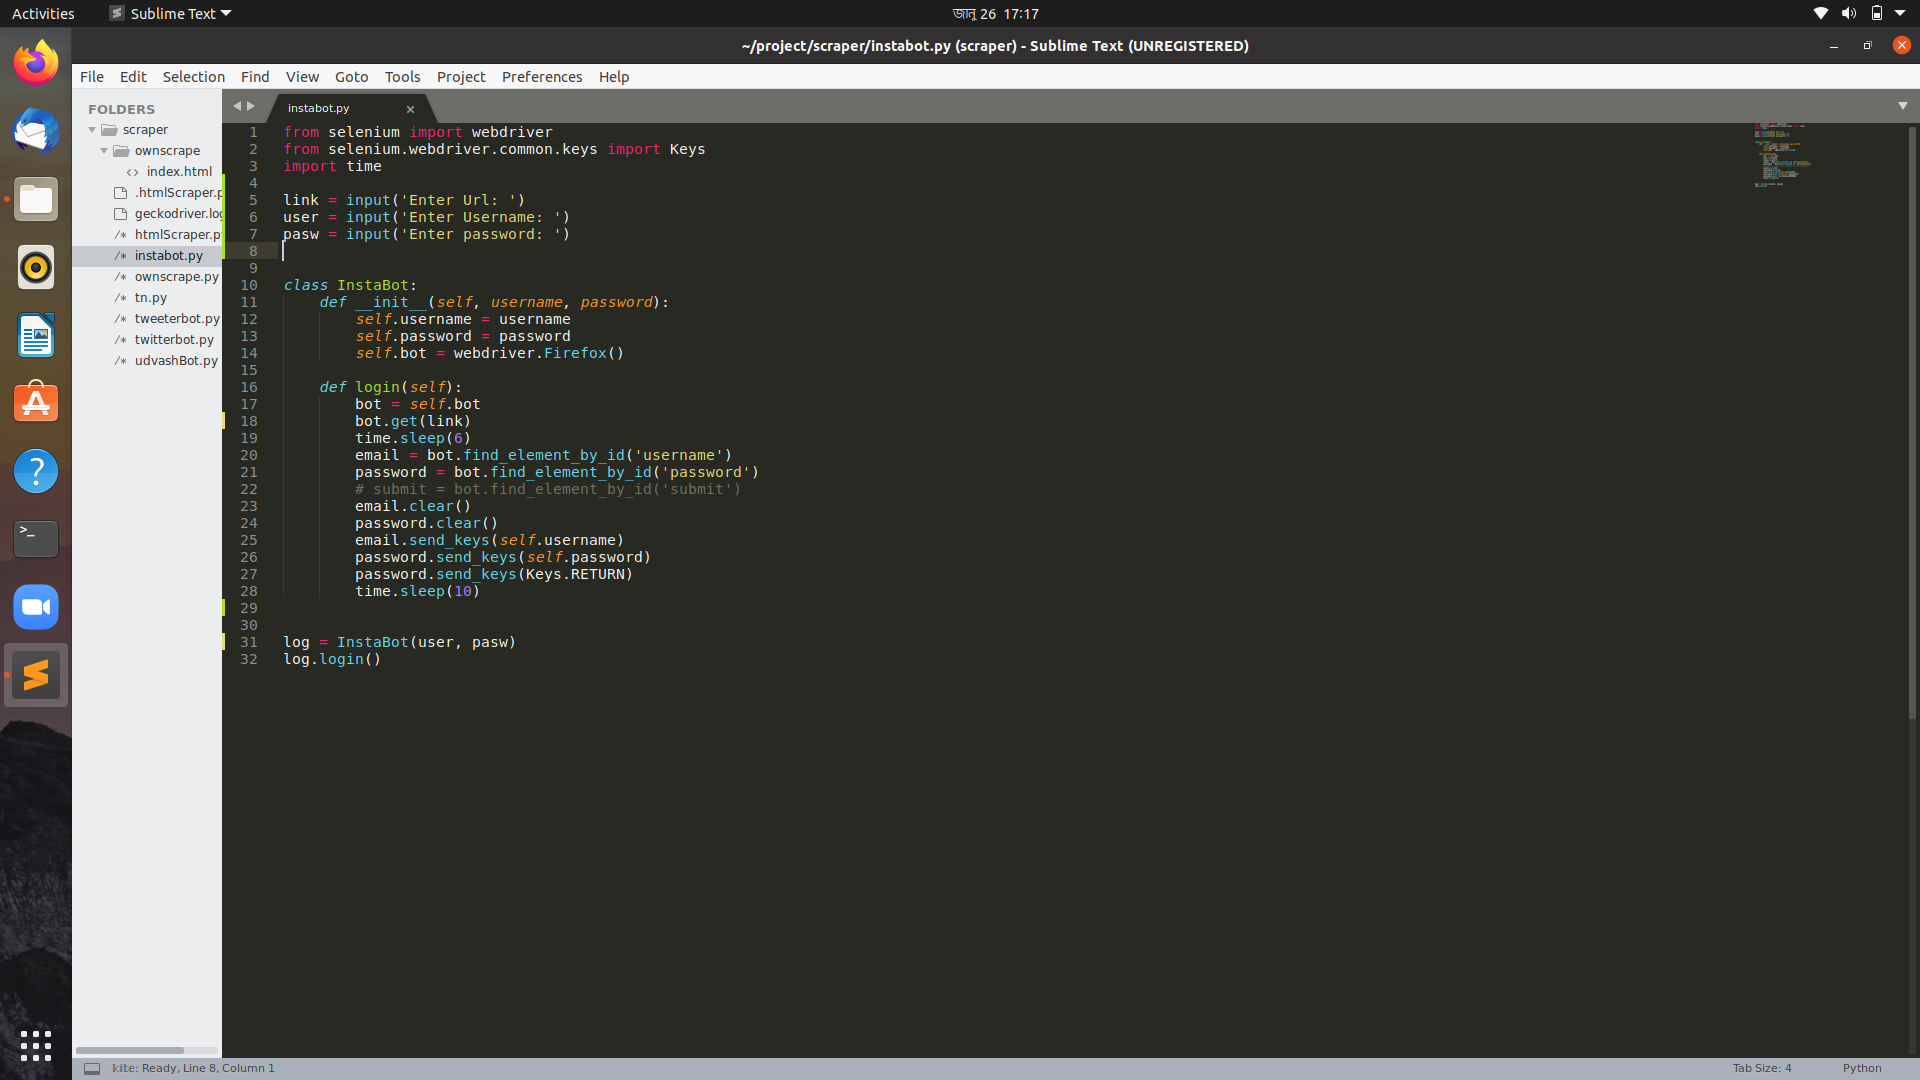 Activities
Sublime Text
জানু 26 17:17
~/project/scraper/instabot.py (scraper) - Sublime Text (UNREGISTERED)
File Edit Selection Find View Goto Tools Project Preferences Help
FOLDERS
scraper
ownscrape
index.html
.htmlScraper.p
geckodriver.log
htmlScraper.p
instabot.py
ownscrape.py
tn.py
tweeterbot.py
twitterbot.py
udvashBot.py
instabot.py
1 from selenium import webdriver
2 from selenium.webdriver.common.keys import Keys
3 import time
4
5 link = input('Enter Url: ')
6 user = input('Enter Username: ')
7 pasw = input('Enter password: ')
8
9
10 class InstaBot:
11     def __init__(self, username, password):
12         self.username = username
13         self.password = password
14         self.bot = webdriver.Firefox()
15
16     def login(self):
17         bot = self.bot
18         bot.get(link)
19         time.sleep(6)
20         email = bot.find_element_by_id('username')
21         password = bot.find_element_by_id('password')
22         # submit = bot.find_element_by_id('submit')
23         email.clear()
24         password.clear()
25         email.send_keys(self.username)
26         password.send_keys(self.password)
27         password.send_keys(Keys.RETURN)
28         time.sleep(10)
29
30
31 log = InstaBot(user, pasw)
32 log.login()
kite: Ready, Line 8, Column 1
Tab Size: 4
Python